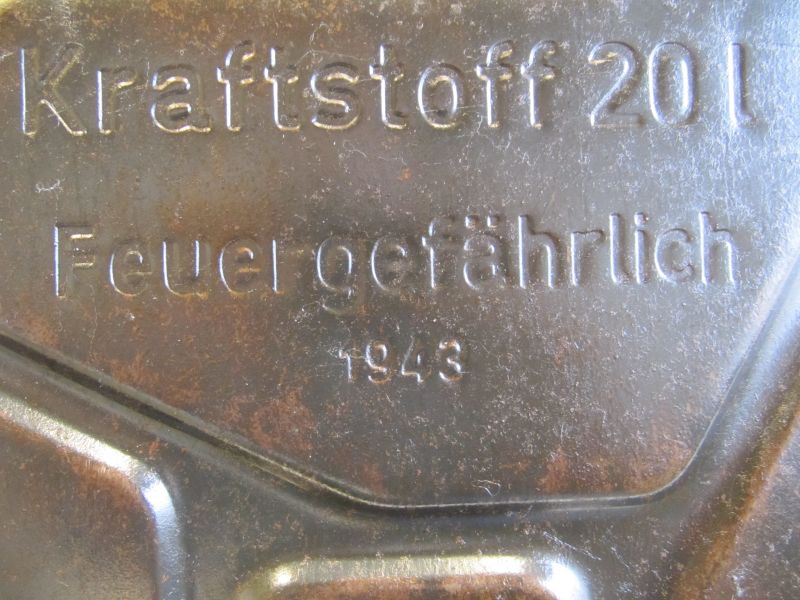 Kraftstoff 20 l
Feuergefährlich
1943